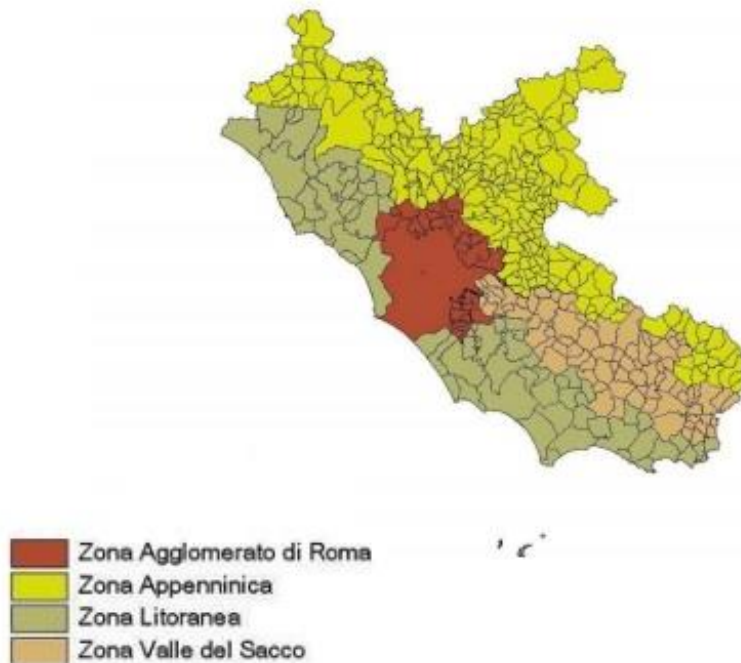 Zona Agglomerato di Roma
Zona Appenninica
Zona Litoranea
Zona Valle del Sacco